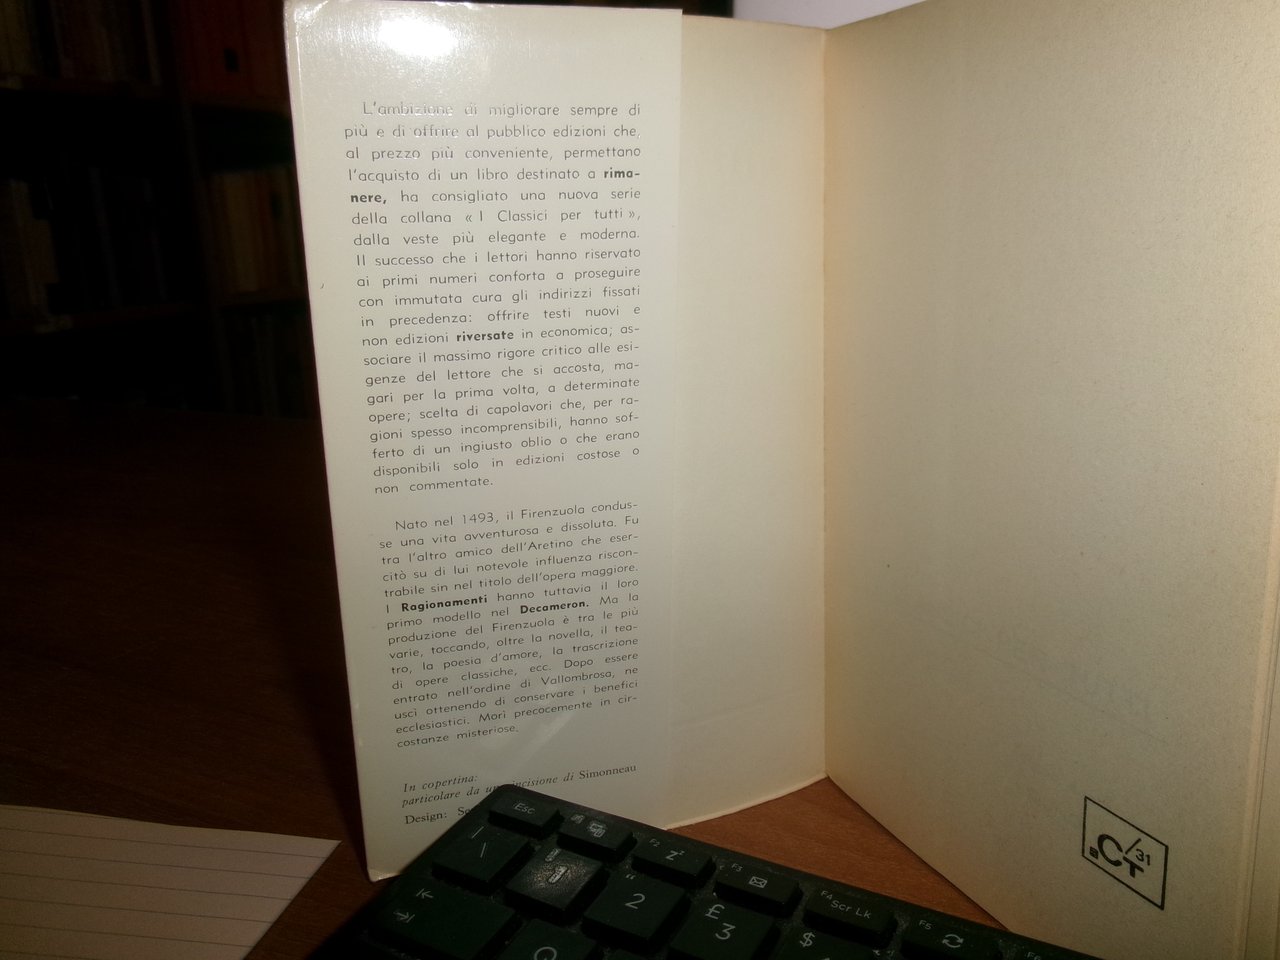 L'ambizione di migliorare sempre di
più e di offrire al pubblico edizioni che,
al prezzo più conveniente, permettano
l'acquisto di un libro destinato a rima-
nere, ha consigliato una nuova serie
della collana « I Classici per tutti »,
dalla veste più elegante e moderna.
Il successo che i lettori hanno riservato
ai primi numeri conforta a proseguire
con immutata cura gli indirizzi fissati
in precedenza: offrire testi nuovi e
non edizioni riversate in economica; as-
sociare il massimo rigore critico alle esi-
genze del lettore che si accosta, ma-
gari per la prima volta, a determinate
opere; scelta di capolavori che, per ra-
gioni spesso incomprensibili, hanno sof-
ferto di un ingiusto oblio o che erano
disponibili solo in edizioni costose o
non commentate.
Nato nel 1493, il Firenzuola condus-
se una vita avventurosa e dissoluta. Fu
tra l'altro amico dell'Aretino che eser-
citò su di lui notevole influenza riscon-
trabile sin nel titolo dell'opera maggiore.
I Ragionamenti hanno tuttavia il loro
primo modello nel Decameron. Ma la
produzione del Firenzuola è tra le più
varie, toccando, oltre la novella, il tea-
tro, la poesia d'amore, la trascrizione
di opere classiche, ecc. Dopo essere
entrato nell'ordine di Vallombrosa, ne
uscì ottenendo di conservare i benefici
ecclesiastici. Morì precocemente in cir-
costanze misteriose.
In copertina:
particolare da un'incisione di Simonneau
Design:
.CT/31
Esc
F2
F3
F4
Scr Lk
F5
| \
! 1
" 2
£ 3
$
Q